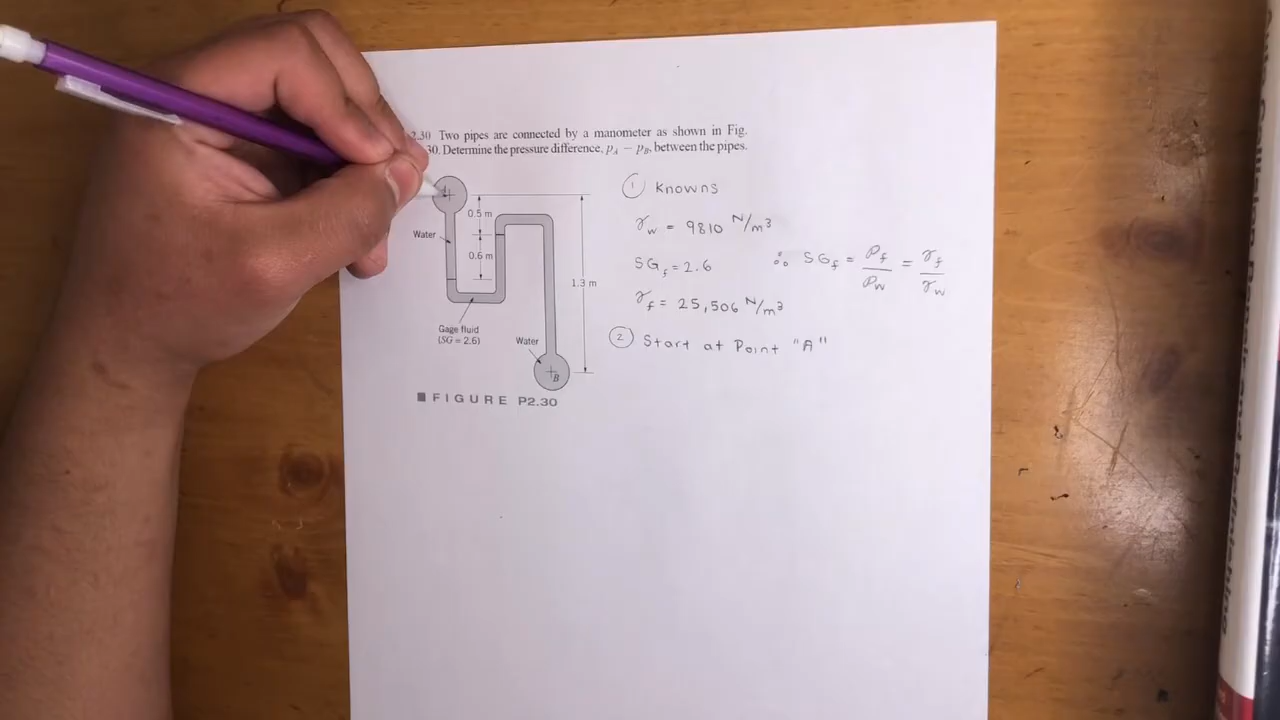 2.30 Two pipes are connected by a manometer as shown in Fig.
30. Determine the pressure difference, pA − pB, between the pipes.
A
0.5 m
Water
0.6 m
1.3 m
Gage fluid
(SG = 2.6)
Water
B
■ FIGURE P2.30
① Knowns
γw = 9810 N/m³
SGf = 2.6 ∴ SGf = ρf/ρw = γf/γw
γf = 25,506 N/m³
② Start at Point "A"